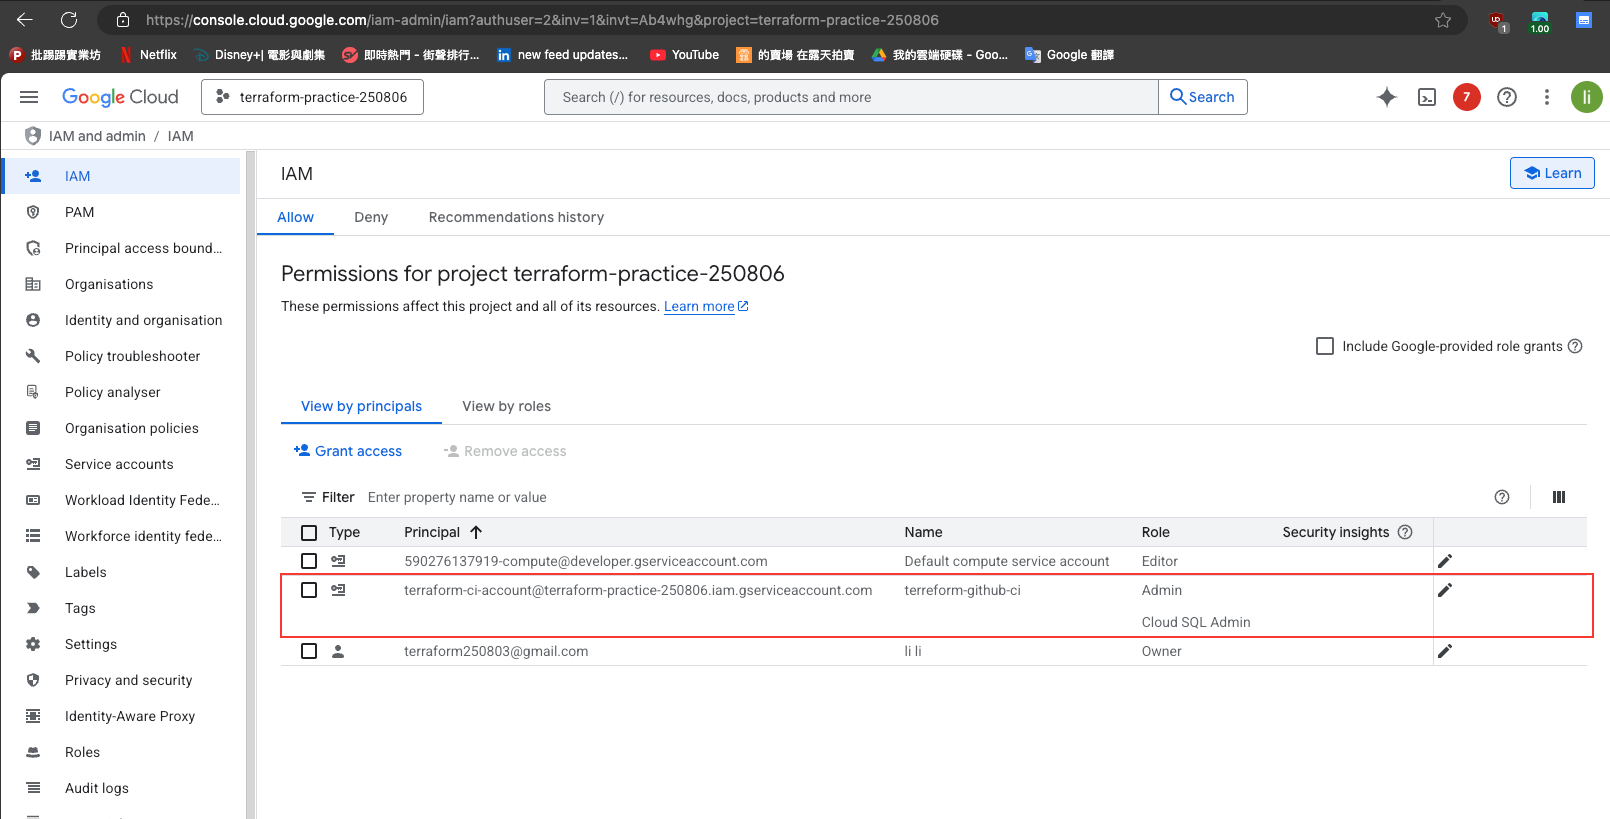 https://console.cloud.google.com/iam-admin/iam?authuser=2&inv=1&invt=Ab4whg&project=terraform-practice-250806
UD
1
1.00
批踢踢實業坊
Netflix
Disney+| 電影與劇集
即時熱門 - 街聲排行...
new feed updates...
YouTube
的賣場 在露天拍賣
我的雲端硬碟 - Goo...
Google 翻譯
Google Cloud
terraform-practice-250806
Search (/) for resources, docs, products and more
Search
7
li
IAM and admin / IAM
IAM
PAM
Principal access bound...
Organisations
Identity and organisation
Policy troubleshooter
Policy analyser
Organisation policies
Service accounts
Workload Identity Fede...
Workforce identity fede...
Labels
Tags
Settings
Privacy and security
Identity-Aware Proxy
Roles
Audit logs
IAM
Learn
Allow
Deny
Recommendations history
Permissions for project terraform-practice-250806
These permissions affect this project and all of its resources. Learn more
Include Google-provided role grants
View by principals
View by roles
Grant access
Remove access
Filter Enter property name or value
Type Principal Name Role Security insights
590276137919-compute@developer.gserviceaccount.com Default compute service account Editor
terraform-ci-account@terraform-practice-250806.iam.gserviceaccount.com terreform-github-ci Admin
Cloud SQL Admin
terraform250803@gmail.com li li Owner